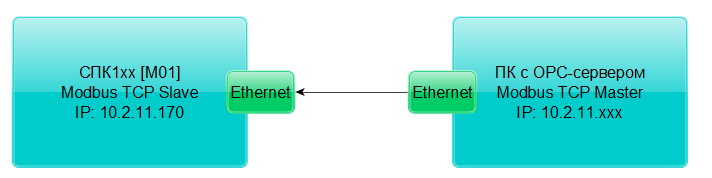 СПК1хх [М01]
Modbus TCP Slave
IP: 10.2.11.170
Ethernet
Ethernet
ПК с OPC-сервером
Modbus TCP Master
IP: 10.2.11.xxx